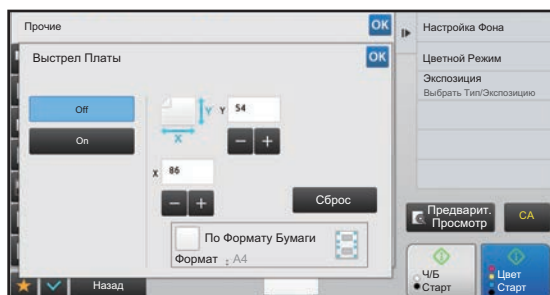 Прочие
OK
Выстрел Платы
OK
Off
On
Y
Y
54
X
X
86
Сброс
По Формату Бумаги
Формат : A4
Назад
Настройка Фона
Цветной Режим
Экспозиция
Выбрать Тип/Экспозицию
Предварит.
Просмотр
CA
Ч/Б
Старт
Цвет
Старт